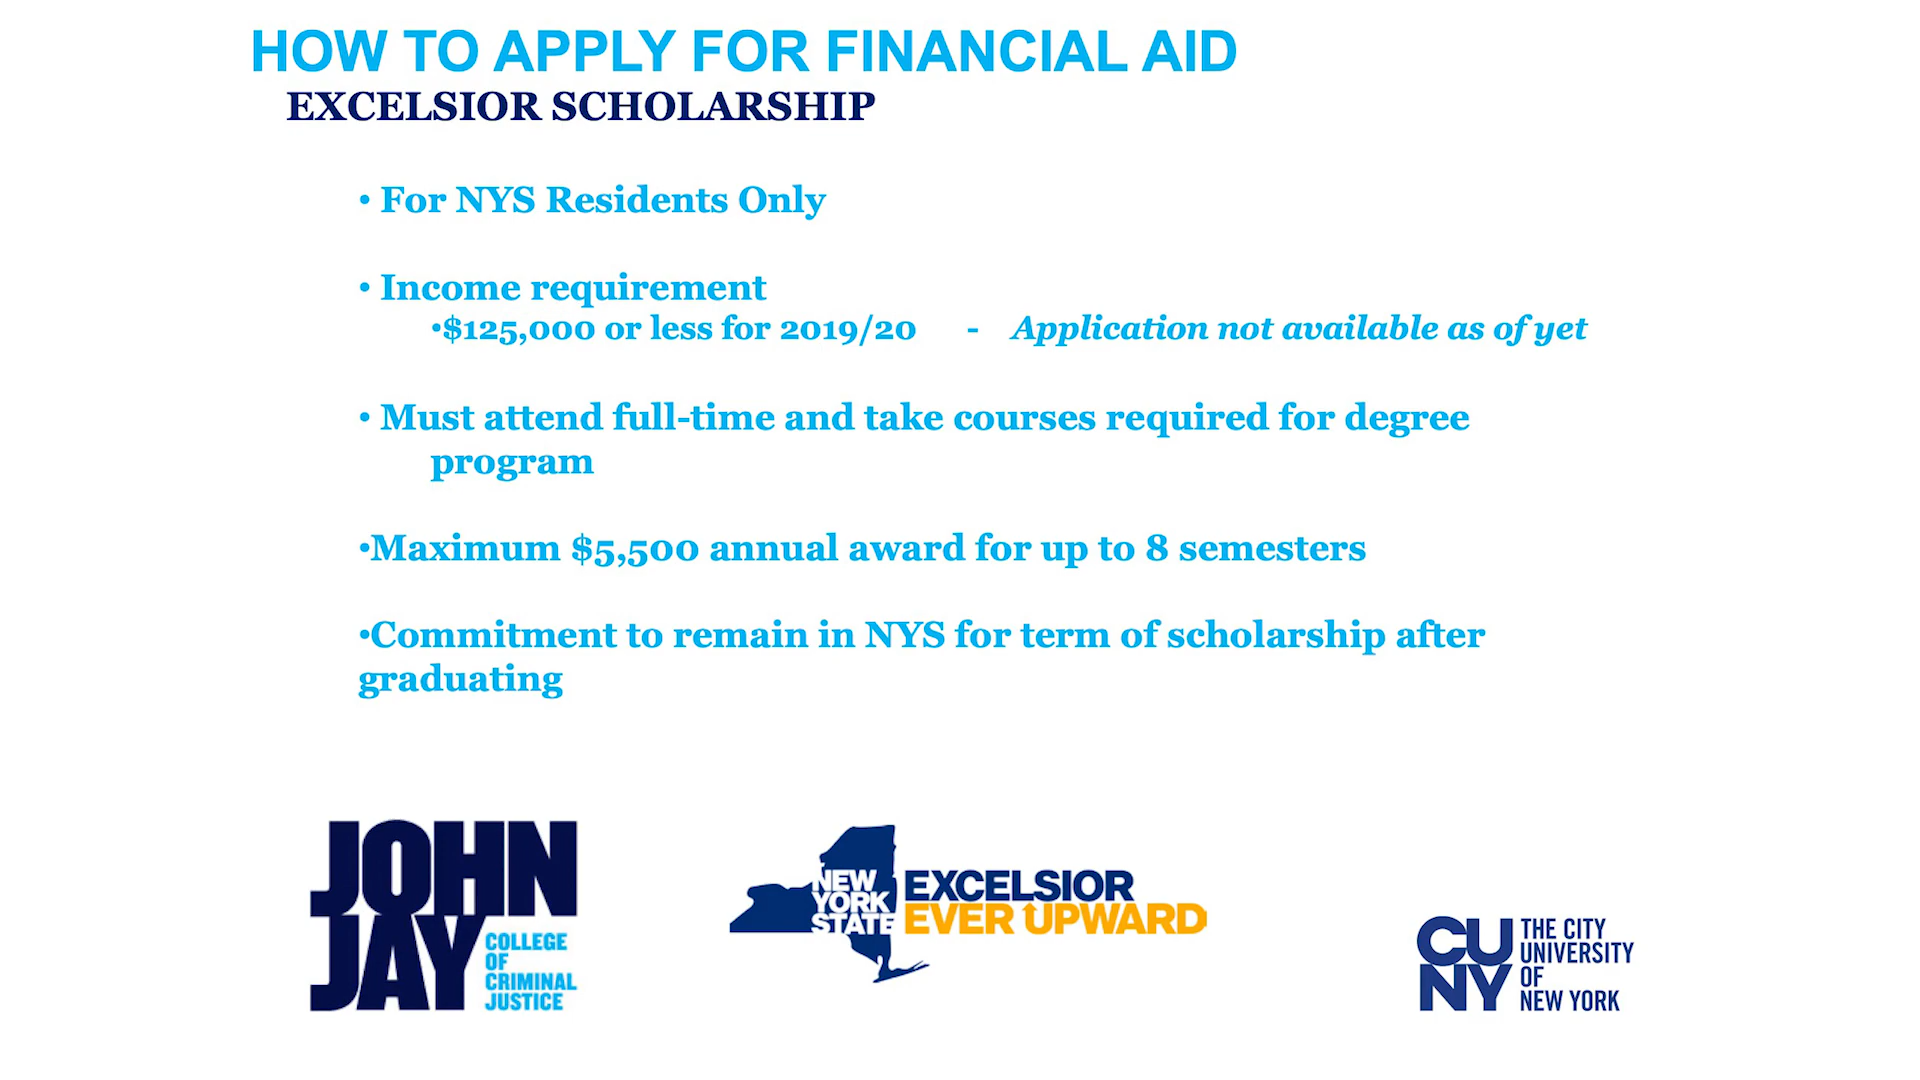 HOW TO APPLY FOR FINANCIAL AID
EXCELSIOR SCHOLARSHIP
• For NYS Residents Only
• Income requirement
•$125,000 or less for 2019/20 - Application not available as of yet
• Must attend full-time and take courses required for degree
program
•Maximum $5,500 annual award for up to 8 semesters
•Commitment to remain in NYS for term of scholarship after
graduating
JOHN
JAY
COLLEGE
OF
CRIMINAL
JUSTICE
NEW
YORK
STATE
EXCELSIOR
EVER UPWARD
CU
NY
THE CITY
UNIVERSITY
OF
NEW YORK